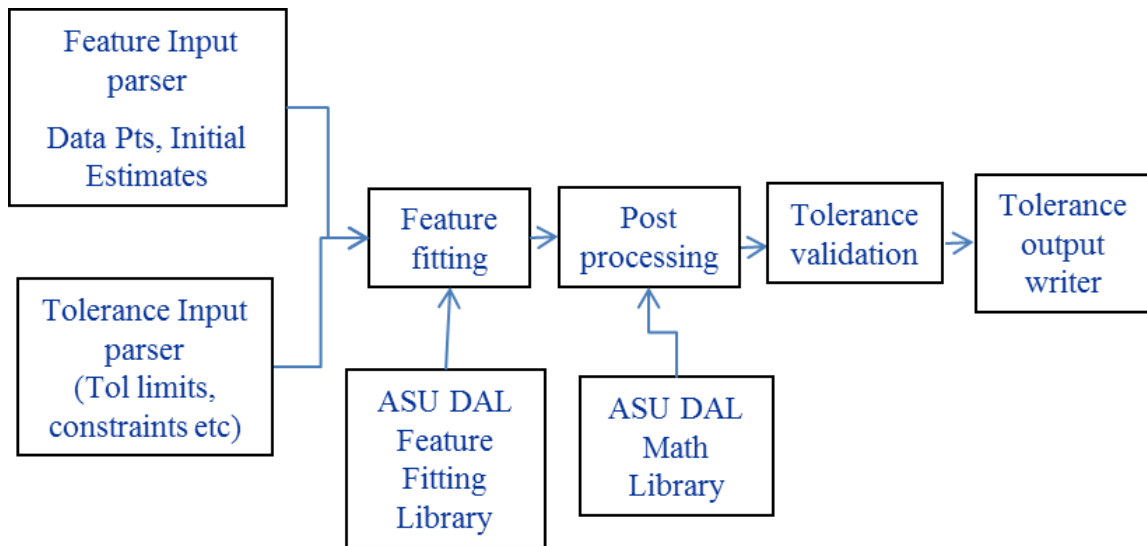 Feature Input
parser
Data Pts, Initial
Estimates
Tolerance Input
parser
(Tol limits,
constraints etc)
Feature
fitting
Post
processing
Tolerance
validation
Tolerance
output
writer
ASU DAL
Feature
Fitting
Library
ASU DAL
Math
Library